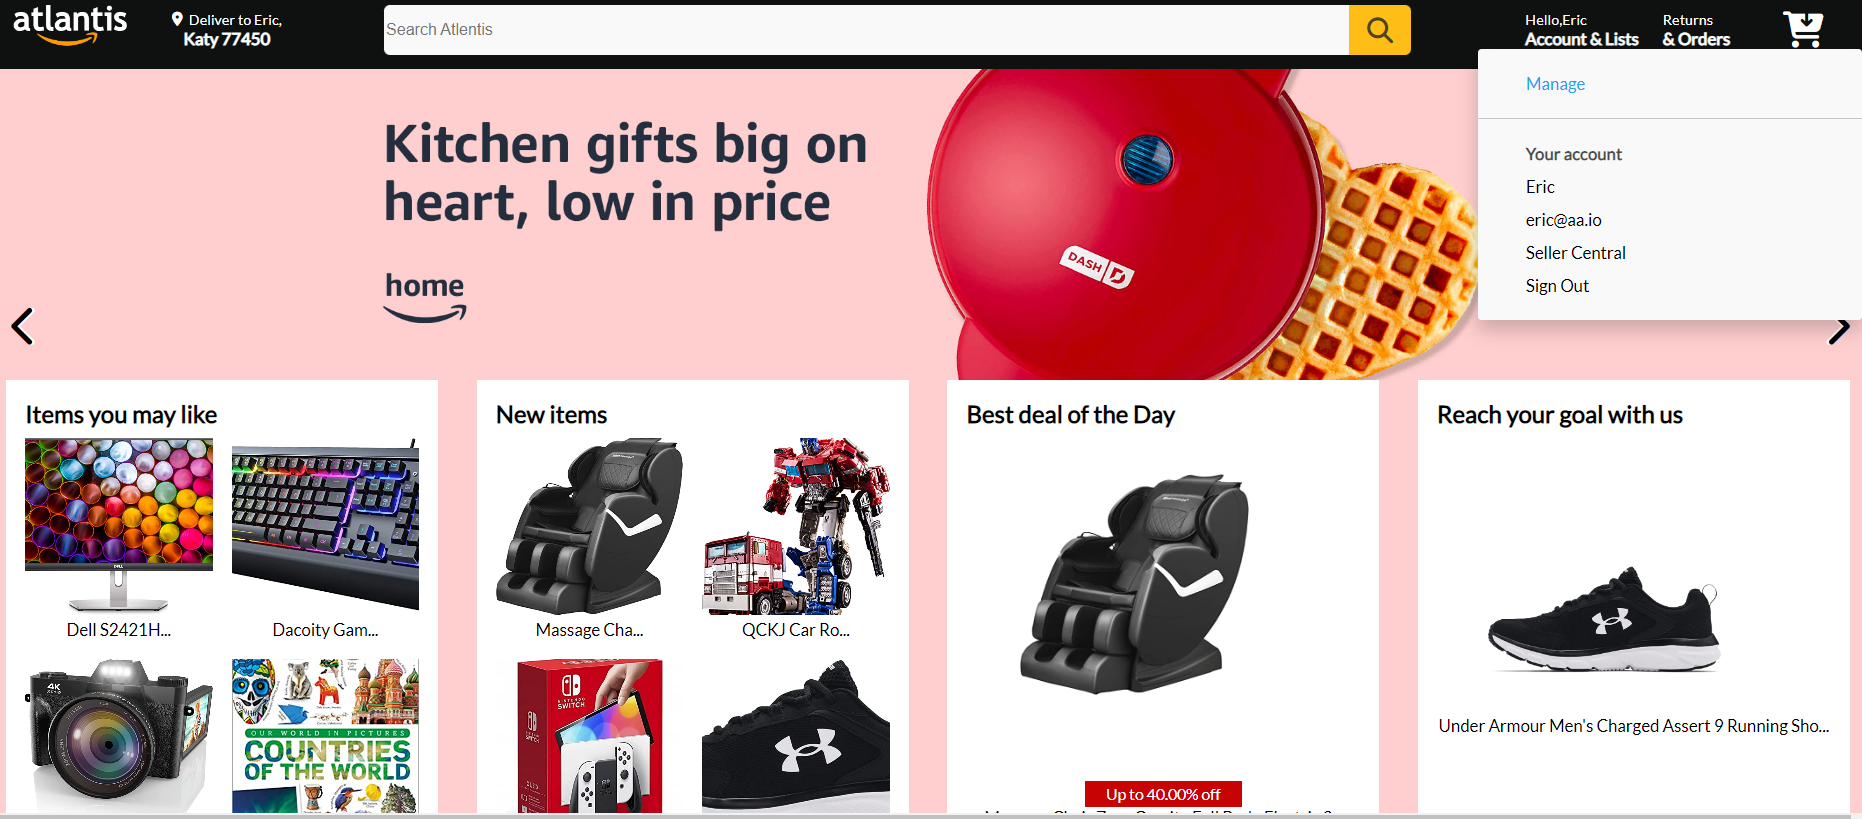 atlantis
Deliver to Eric,
Katy 77450
Search Atlentis
Hello,Eric
Account & Lists
Returns
& Orders
Manage
Your account
Eric
eric@aa.io
Seller Central
Sign Out
Kitchen gifts big on
heart, low in price
home
DASH
Items you may like
New items
Best deal of the Day
Reach your goal with us
DELL
Dell S2421H...
Dacoity Gam...
Massage Cha...
QCKJ Car Ro...
4K
NINTENDO
SWITCH
OUR WORLD IN PICTURES
COUNTRIES
OF THE WORLD
Under Armour Men's Charged Assert 9 Running Sho...
Up to 40.00% off